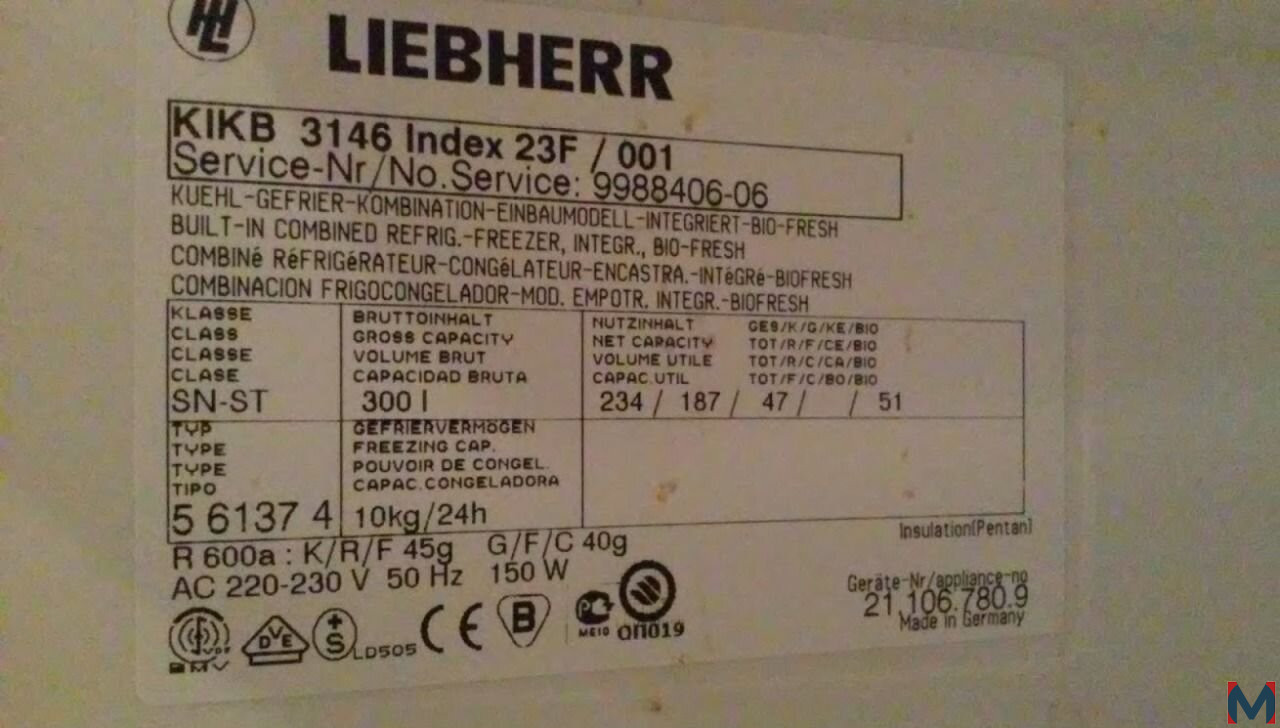 LIEBHERR
KIKB 3146 Index 23F / 001
Service-Nr/No.Service: 9988406-06
KUEHL-GEFRIER-KOMBINATION-EINBAUMODELL-INTEGRIERT-BIO-FRESH
BUILT-IN COMBINED REFRIG.-FREEZER, INTEGR., BIO-FRESH
COMBINé RéFRIGéRATEUR-CONGéLATEUR-ENCASTRA.-INTéGRé-BIOFRESH
COMBINACION FRIGOCONGELADOR-MOD. EMPOTR. INTEGR.-BIOFRESH
KLASSE BRUTTOINHALT NUTZINHALT GES/K/G/KE/BIO
CLASS GROSS CAPACITY NET CAPACITY TOT/R/F/CE/BIO
CLASSE VOLUME BRUT VOLUME UTILE TOT/R/C/CA/BIO
CLASE CAPACIDAD BRUTA CAPAC.UTIL TOT/F/C/BO/BIO
SN-ST 300 l 234 / 187 / 47 / / 51
TYP GEFRIERVERMöGEN
TYPE FREEZING CAP.
TYPE POUVOIR DE CONGEL.
TIPO CAPAC.CONGELADORA
5 6137 4 10kg/24h
Insulation(Pentan)
R 600a : K/R/F 45g G/F/C 40g
AC 220-230 V 50 Hz 150 W
Geräte-Nr/appliance-no
21.106.780.9
Made in Germany
DVE
+S
LD505
CE
B
МЕ10
ОП019
EMV
M